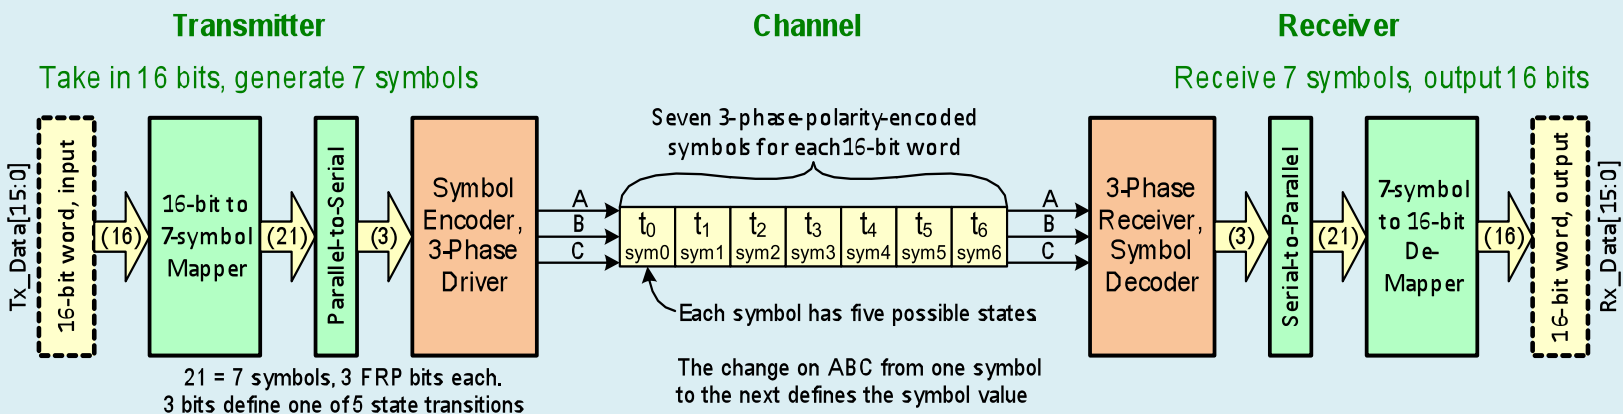 Transmitter
Channel
Receiver
Take in 16 bits, generate 7 symbols
Receive 7 symbols, output 16 bits
Tx_Data[15:0]
16-bit word, input
(16)
16-bit to
7-symbol
Mapper
(21)
Parallel-to-Serial
(3)
Symbol
Encoder,
3-Phase
Driver
A
B
C
Seven 3-phase-polarity-encoded
symbols for each 16-bit word
t0 t1 t2 t3 t4 t5 t6
sym0 sym1 sym2 sym3 sym4 sym5 sym6
Each symbol has five possible states.
The change on ABC from one symbol
to the next defines the symbol value
A
B
C
3-Phase
Receiver,
Symbol
Decoder
(3)
Serial-to-Parallel
(21)
7-symbol
to 16-bit
De-
Mapper
(16)
16-bit word, output
Rx_Data[15:0]
21 = 7 symbols, 3 FRP bits each.
3 bits define one of 5 state transitions